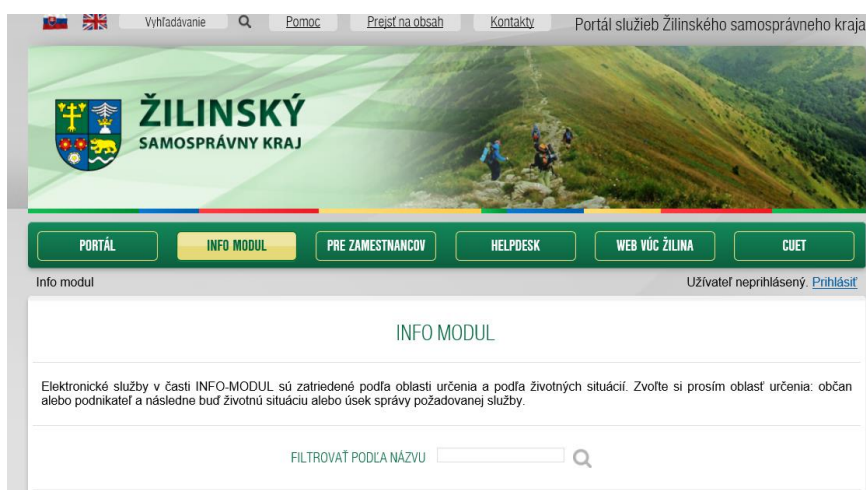 Vyhľadávanie Pomoc Prejsť na obsah Kontakty Portál služieb Žilinského samosprávneho kraja
ŽILINSKÝ
SAMOSPRÁVNY KRAJ
PORTÁL INFO MODUL PRE ZAMESTNANCOV HELPDESK WEB VÚC ŽILINA CUET
Info modul Užívateľ neprihlásený. Prihlásiť
INFO MODUL
Elektronické služby v časti INFO-MODUL sú zatriedené podľa oblasti určenia a podľa životných situácií. Zvoľte si prosím oblasť určenia: občan
alebo podnikateľ a následne buď životnú situáciu alebo úsek správy požadovanej služby.
FILTROVAŤ PODĽA NÁZVU